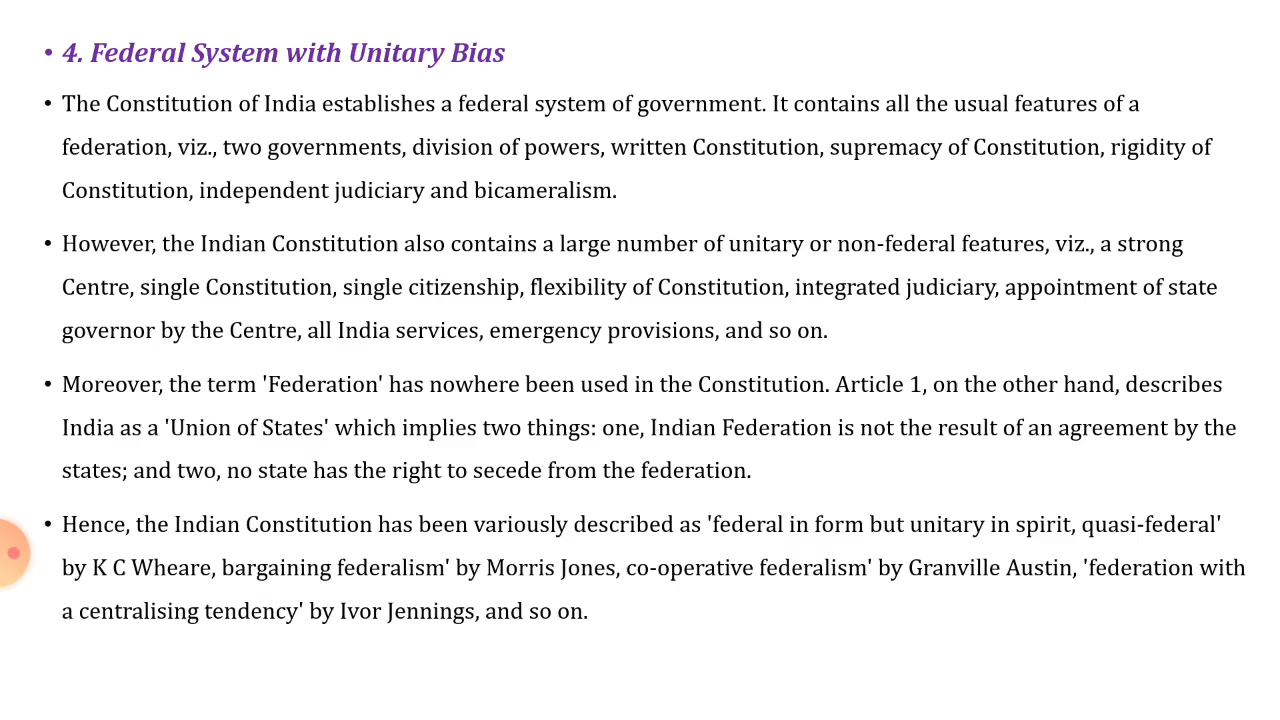 • 4. Federal System with Unitary Bias
• The Constitution of India establishes a federal system of government. It contains all the usual features of a
federation, viz., two governments, division of powers, written Constitution, supremacy of Constitution, rigidity of
Constitution, independent judiciary and bicameralism.
• However, the Indian Constitution also contains a large number of unitary or non-federal features, viz., a strong
Centre, single Constitution, single citizenship, flexibility of Constitution, integrated judiciary, appointment of state
governor by the Centre, all India services, emergency provisions, and so on.
• Moreover, the term 'Federation' has nowhere been used in the Constitution. Article 1, on the other hand, describes
India as a 'Union of States' which implies two things: one, Indian Federation is not the result of an agreement by the
states; and two, no state has the right to secede from the federation.
• Hence, the Indian Constitution has been variously described as 'federal in form but unitary in spirit, quasi-federal'
by K C Wheare, bargaining federalism' by Morris Jones, co-operative federalism' by Granville Austin, 'federation with
a centralising tendency' by Ivor Jennings, and so on.